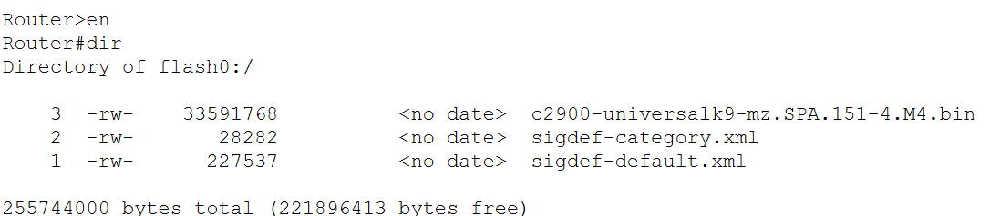 Router>en
Router#dir
Directory of flash0:/
3 -rw- 33591768 <no date> c2900-universalk9-mz.SPA.151-4.M4.bin
2 -rw- 28282 <no date> sigdef-category.xml
1 -rw- 227537 <no date> sigdef-default.xml
255744000 bytes total (221896413 bytes free)